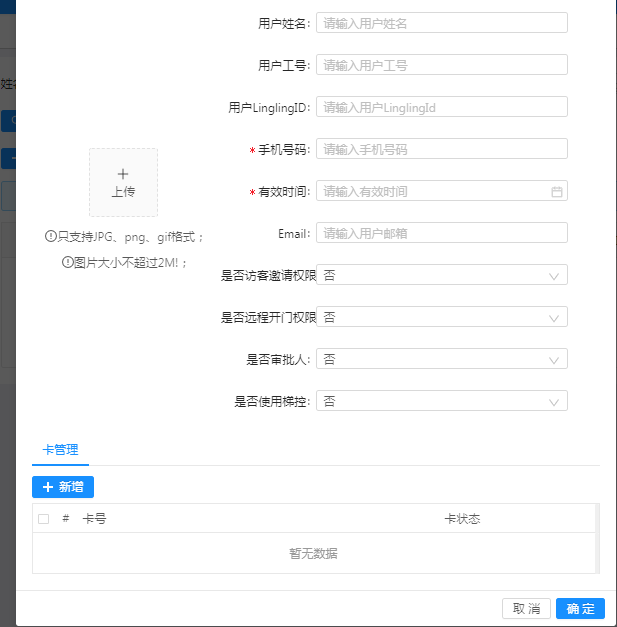 用户姓名: 请输入用户姓名
用户工号: 请输入用户工号
用户LinglingID: 请输入用户LinglingId
* 手机号码: 请输入手机号码
* 有效时间: 请输入有效时间
Email: 请输入用户邮箱
上传
只支持JPG、png、gif格式；
图片大小不超过2M!；
是否访客邀请权限 否
是否远程开门权限 否
是否审批人: 否
是否使用梯控: 否
卡管理
+ 新增
# 卡号 卡状态
暂无数据
取 消 确 定